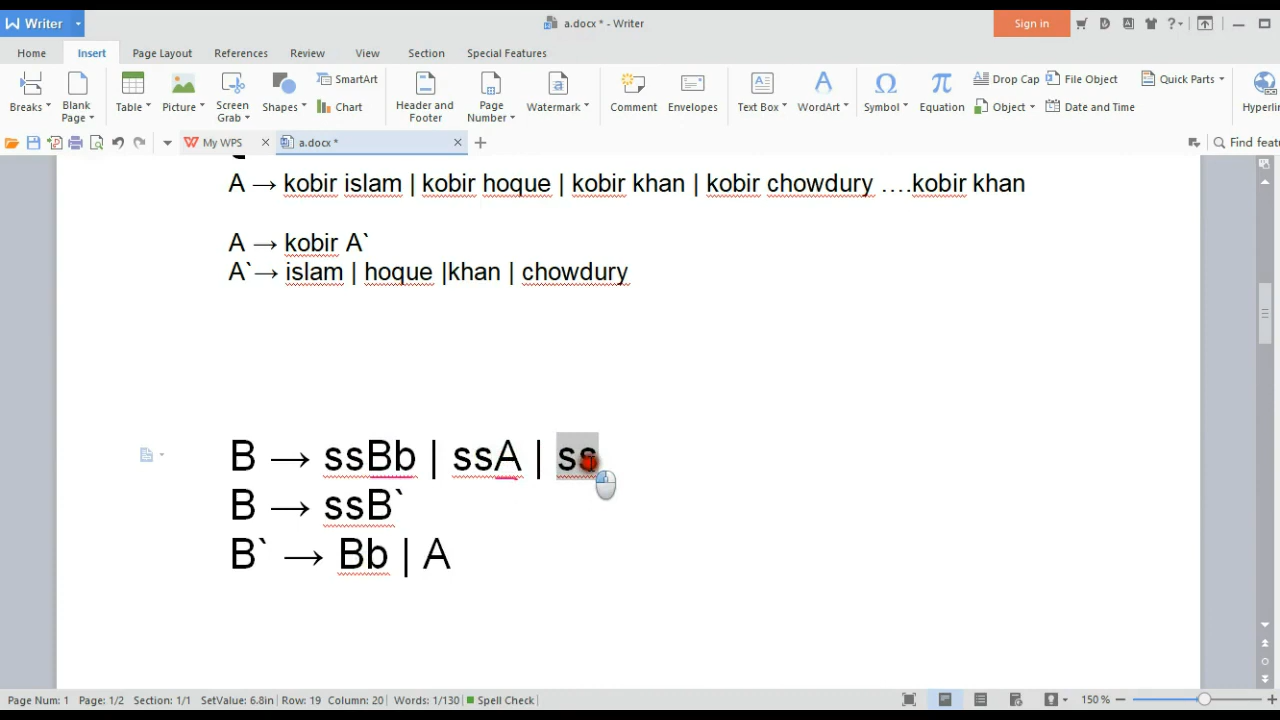 Writer
a.docx * - Writer
Sign in
Home Insert Page Layout References Review View Section Special Features
Breaks Blank Page Table Picture Screen Grab Shapes SmartArt Chart Header and Footer Page Number Watermark Comment Envelopes Text Box WordArt Symbol Equation Drop Cap Object File Object Date and Time Quick Parts Hyperlin
My WPS a.docx * Find feat
A → kobir islam | kobir hoque | kobir khan | kobir chowdury ….kobir khan
A → kobir A`
A`→ islam | hoque |khan | chowdury
B → ssBb | ssA | ss
B → ssB`
B` → Bb | A
Page Num: 1 Page: 1/2 Section: 1/1 SetValue: 6.8in Row: 19 Column: 20 Words: 1/130 Spell Check 150 %